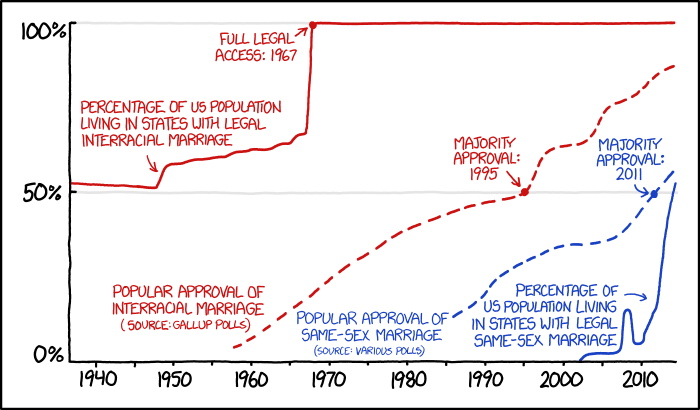 100%
FULL LEGAL
ACCESS: 1967
PERCENTAGE OF US POPULATION
LIVING IN STATES WITH LEGAL
INTERRACIAL MARRIAGE
MAJORITY
APPROVAL:
1995
MAJORITY
APPROVAL:
2011
50%
POPULAR APPROVAL OF
INTERRACIAL MARRIAGE
(SOURCE: GALLUP POLLS)
POPULAR APPROVAL OF
SAME-SEX MARRIAGE
(SOURCE: VARIOUS POLLS)
PERCENTAGE OF
US POPULATION LIVING
IN STATES WITH LEGAL
SAME-SEX MARRIAGE
0%
1940 1950 1960 1970 1980 1990 2000 2010